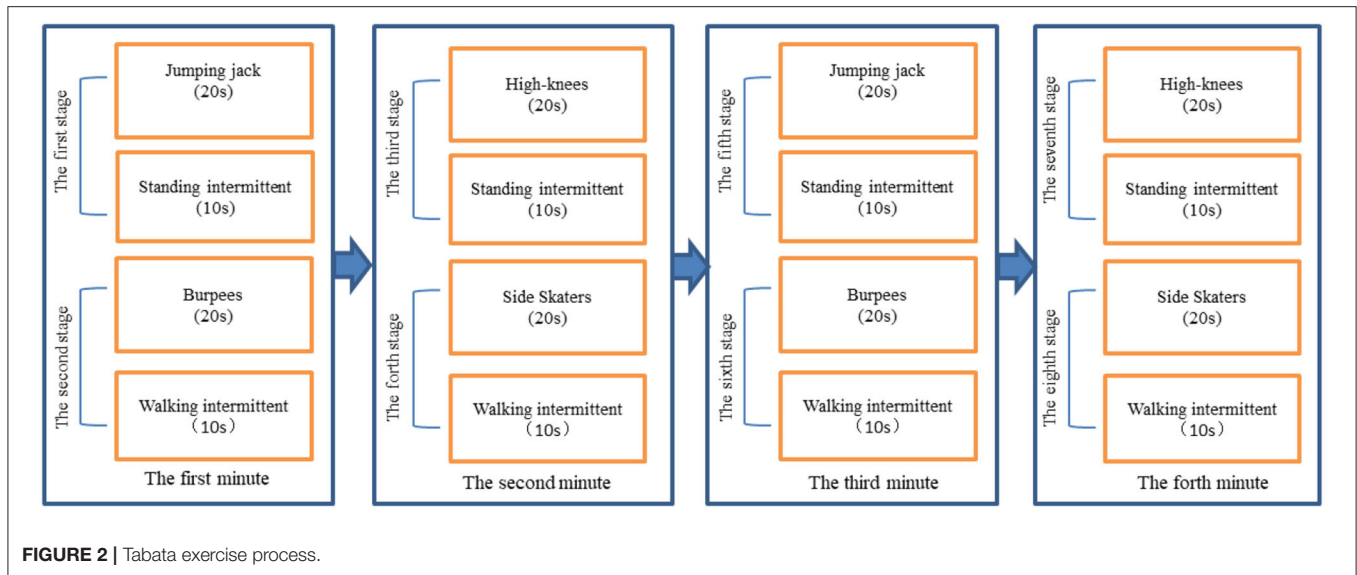 The first stage
Jumping jack
(20s)
Standing intermittent
(10s)
The second stage
Burpees
(20s)
Walking intermittent
（10s）
The first minute
The third stage
High-knees
(20s)
Standing intermittent
(10s)
The forth stage
Side Skaters
(20s)
Walking intermittent
（10s）
The second minute
The fifth stage
Jumping jack
(20s)
Standing intermittent
(10s)
The sixth stage
Burpees
(20s)
Walking intermittent
（10s）
The third minute
The seventh stage
High-knees
(20s)
Standing intermittent
(10s)
The eighth stage
Side Skaters
(20s)
Walking intermittent
（10s）
The forth minute
FIGURE 2 | Tabata exercise process.